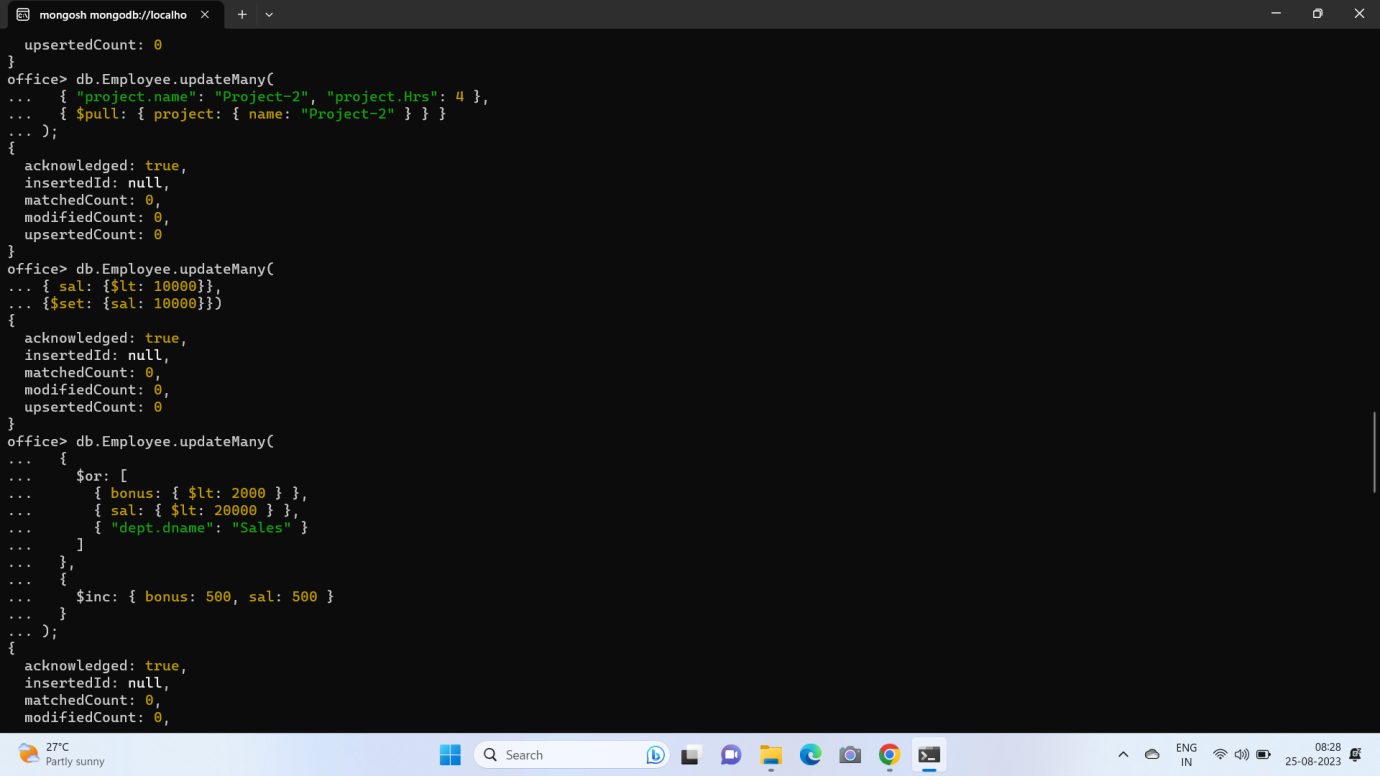 mongosh mongodb://localho
upsertedCount: 0
}
office> db.Employee.updateMany(
...   { "project.name": "Project-2", "project.Hrs": 4 },
...   { $pull: { project: { name: "Project-2" } } }
... );
{
  acknowledged: true,
  insertedId: null,
  matchedCount: 0,
  modifiedCount: 0,
  upsertedCount: 0
}
office> db.Employee.updateMany(
... { sal: {$lt: 10000}},
... {$set: {sal: 10000}})
{
  acknowledged: true,
  insertedId: null,
  matchedCount: 0,
  modifiedCount: 0,
  upsertedCount: 0
}
office> db.Employee.updateMany(
...   {
...     $or: [
...       { bonus: { $lt: 2000 } },
...       { sal: { $lt: 20000 } },
...       { "dept.dname": "Sales" }
...     ]
...   },
...   {
...     $inc: { bonus: 500, sal: 500 }
...   }
... );
{
  acknowledged: true,
  insertedId: null,
  matchedCount: 0,
  modifiedCount: 0,
27°C
Partly sunny
Search
ENG
IN
08:28
25-08-2023